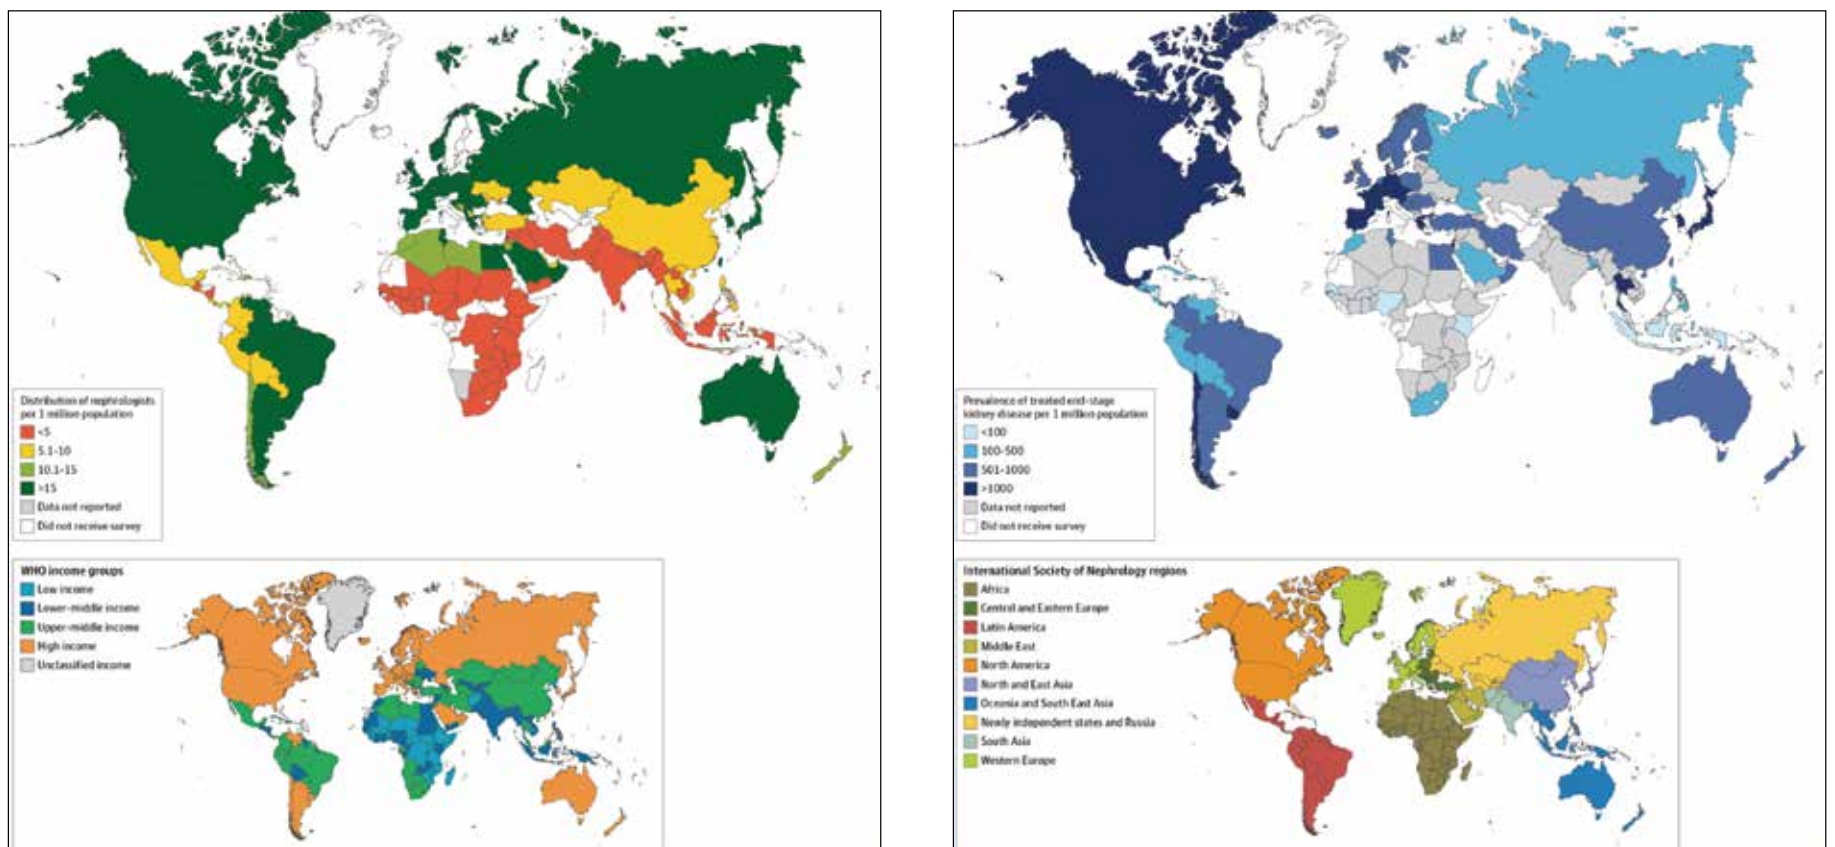 Distribution of nephrologists
per 1 million population
<5
5.1–10
10.1–15
>15
Data not reported
Did not receive survey
WHO income groups
Low income
Lower-middle income
Upper-middle income
High income
Unclassified income
Prevalence of treated end-stage
kidney disease per 1 million population
<100
100–500
501–1000
>1000
Data not reported
Did not receive survey
International Society of Nephrology regions
Africa
Central and Eastern Europe
Latin America
Middle East
North America
North and East Asia
Oceania and South East Asia
Newly independent states and Russia
South Asia
Western Europe